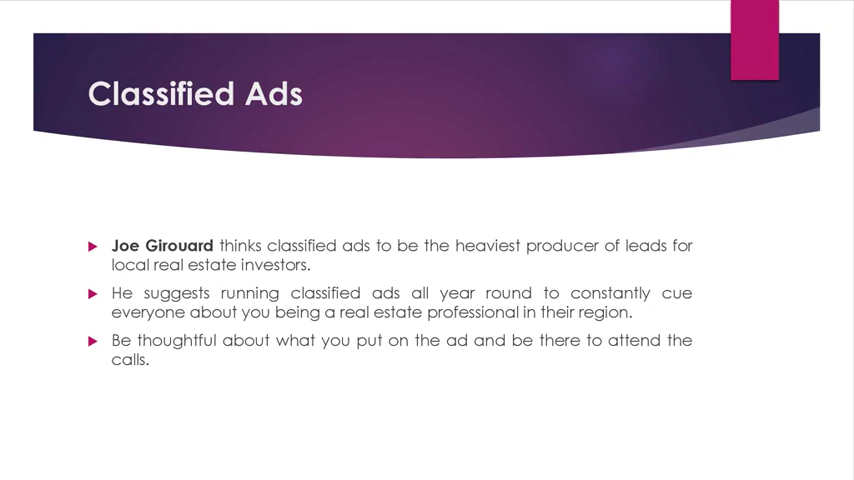 Classified Ads
Joe Girouard thinks classified ads to be the heaviest producer of leads for
local real estate investors.
He suggests running classified ads all year round to constantly cue
everyone about you being a real estate professional in their region.
Be thoughtful about what you put on the ad and be there to attend the
calls.